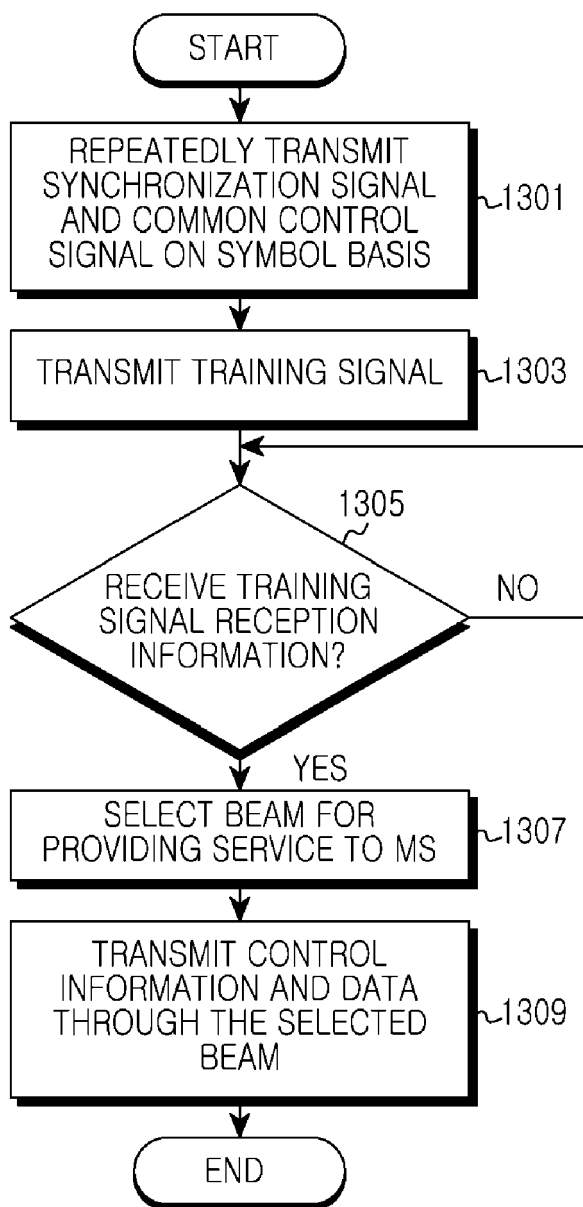 START
REPEATEDLY TRANSMIT
SYNCHRONIZATION SIGNAL
AND COMMON CONTROL
SIGNAL ON SYMBOL BASIS
1301
TRANSMIT TRAINING SIGNAL
1303
1305
RECEIVE TRAINING
SIGNAL RECEPTION
INFORMATION?
NO
YES
SELECT BEAM FOR
PROVIDING SERVICE TO MS
1307
TRANSMIT CONTROL
INFORMATION AND DATA
THROUGH THE SELECTED
BEAM
1309
END